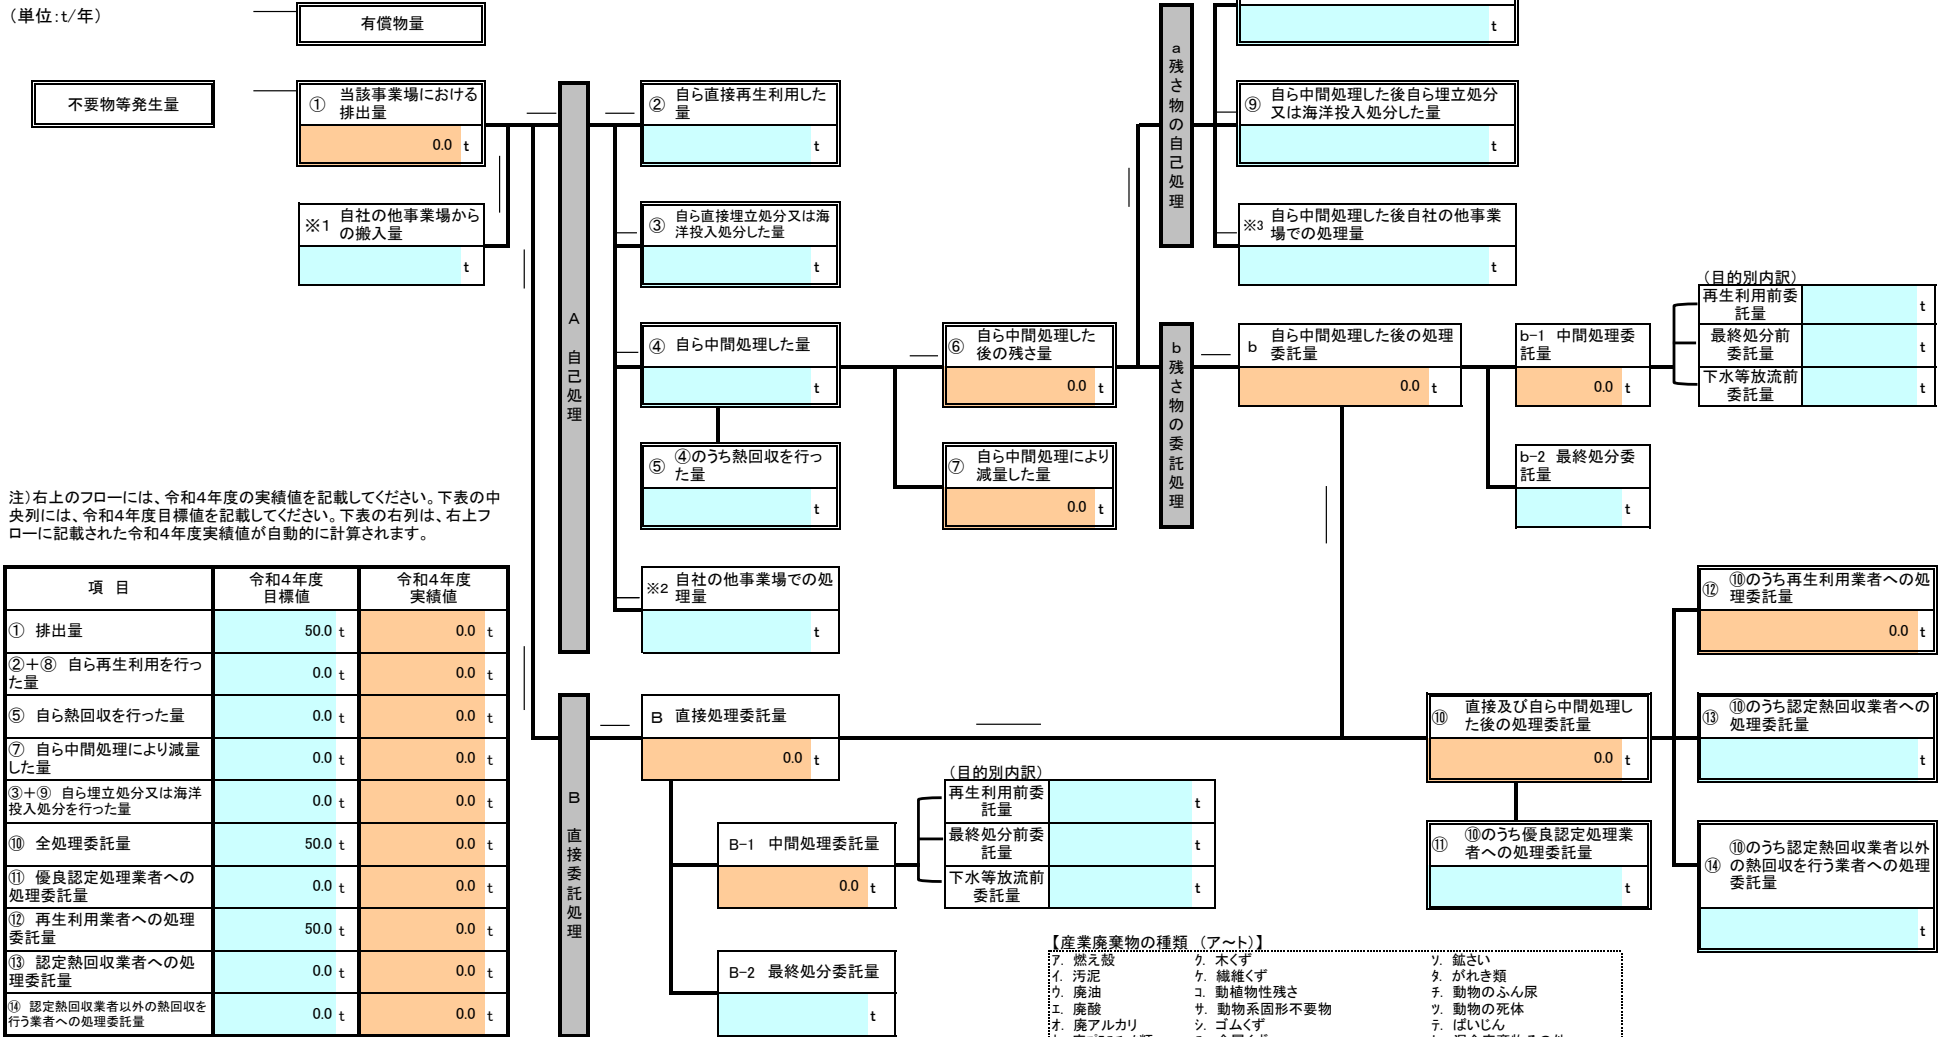 (単位:t/年)
有償物量
t
不要物等発生量
① 当該事業場における
排出量
0.0 t
② 自ら直接再生利用した
量
t
⑨ 自ら中間処理した後自ら埋立処分
又は海洋投入処分した量
t
a 残さ物の自己処理
※1 自社の他事業場から
の搬入量
t
③ 自ら直接埋立処分又は海
洋投入処分した量
t
※3 自ら中間処理した後自社の他事業
場での処理量
t
A 自己処理
④ 自ら中間処理した量
t
⑥ 自ら中間処理した
後の残さ量
0.0 t
b 残さ物の委託処理
b 自ら中間処理した後の処理
委託量
0.0 t
b-1 中間処理委
託量
0.0 t
(目的別内訳)
再生利用前委
託量 t
最終処分前
委託量 t
下水等放流前
委託量 t
⑤ ④のうち熱回収を行っ
た量
t
⑦ 自ら中間処理により
減量した量
0.0 t
b-2 最終処分委
託量
t
注)右上のフローには、令和4年度の実績値を記載してください。下表の中
央列には、令和4年度目標値を記載してください。下表の右列は、右上フ
ローに記載された令和4年度実績値が自動的に計算されます。
※2 自社の他事業場での処
理量
t
項 目 令和4年度
目標値 令和4年度
実績値
① 排出量 50.0 t 0.0 t
②+⑧ 自ら再生利用を行っ
た量 0.0 t 0.0 t
⑤ 自ら熱回収を行った量 0.0 t 0.0 t
⑦ 自ら中間処理により減量
した量 0.0 t 0.0 t
③+⑨ 自ら埋立処分又は海洋
投入処分を行った量 0.0 t 0.0 t
⑩ 全処理委託量 50.0 t 0.0 t
⑪ 優良認定処理業者への
処理委託量 0.0 t 0.0 t
⑫ 再生利用業者への処理
委託量 50.0 t 0.0 t
⑬ 認定熱回収業者への処
理委託量 0.0 t 0.0 t
⑭ 認定熱回収業者以外の熱回収を
行う業者への処理委託量 0.0 t 0.0 t
B 直接委託処理
B 直接処理委託量
0.0 t
B-1 中間処理委託量
0.0 t
(目的別内訳)
再生利用前委
託量 t
最終処分前委
託量 t
下水等放流前
委託量 t
B-2 最終処分委託量
t
⑩ 直接及び自ら中間処理し
た後の処理委託量
0.0 t
⑪ ⑩のうち優良認定処理業
者への処理委託量
t
⑫ ⑩のうち再生利用業者への処
理委託量
0.0 t
⑬ ⑩のうち認定熱回収業者への
処理委託量
t
⑭ ⑩のうち認定熱回収業者以外
の熱回収を行う業者への処理
委託量
t
【産業廃棄物の種類 (ア~ト)】
ア. 燃え殻 ク. 木くず ソ. 鉱さい
イ. 汚泥 ケ. 繊維くず タ. がれき類
ウ. 廃油 コ. 動植物性残さ チ. 動物のふん尿
エ. 廃酸 サ. 動物系固形不要物 ツ. 動物の死体
オ. 廃アルカリ シ. ゴムくず テ. ばいじん